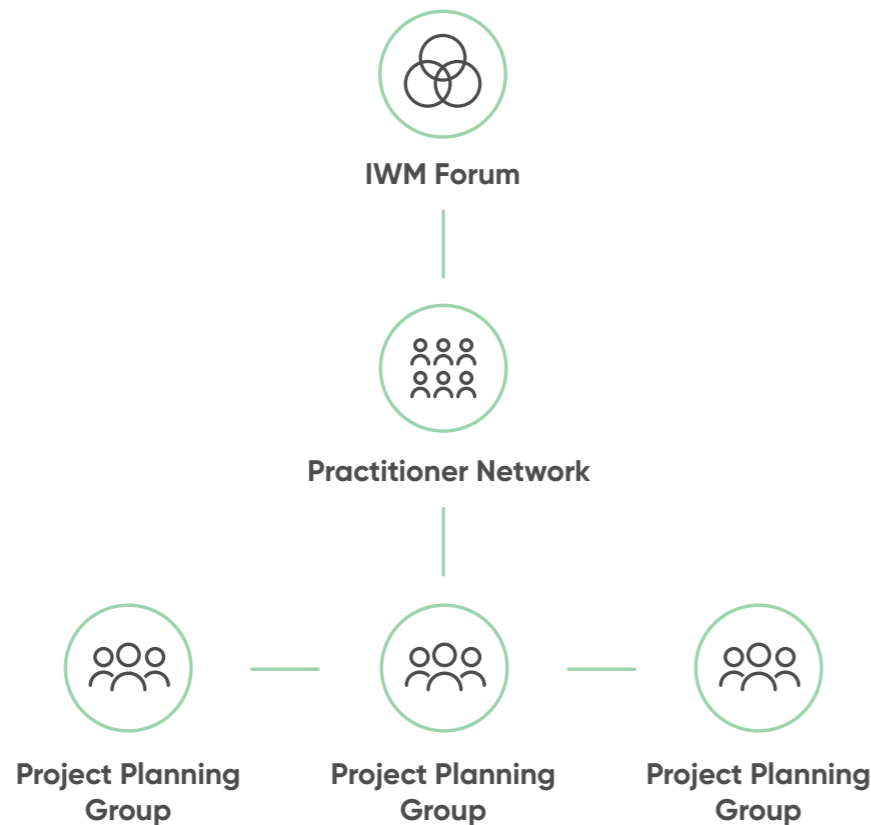 IWM Forum
Practitioner Network
Project Planning
Group
Project Planning
Group
Project Planning
Group